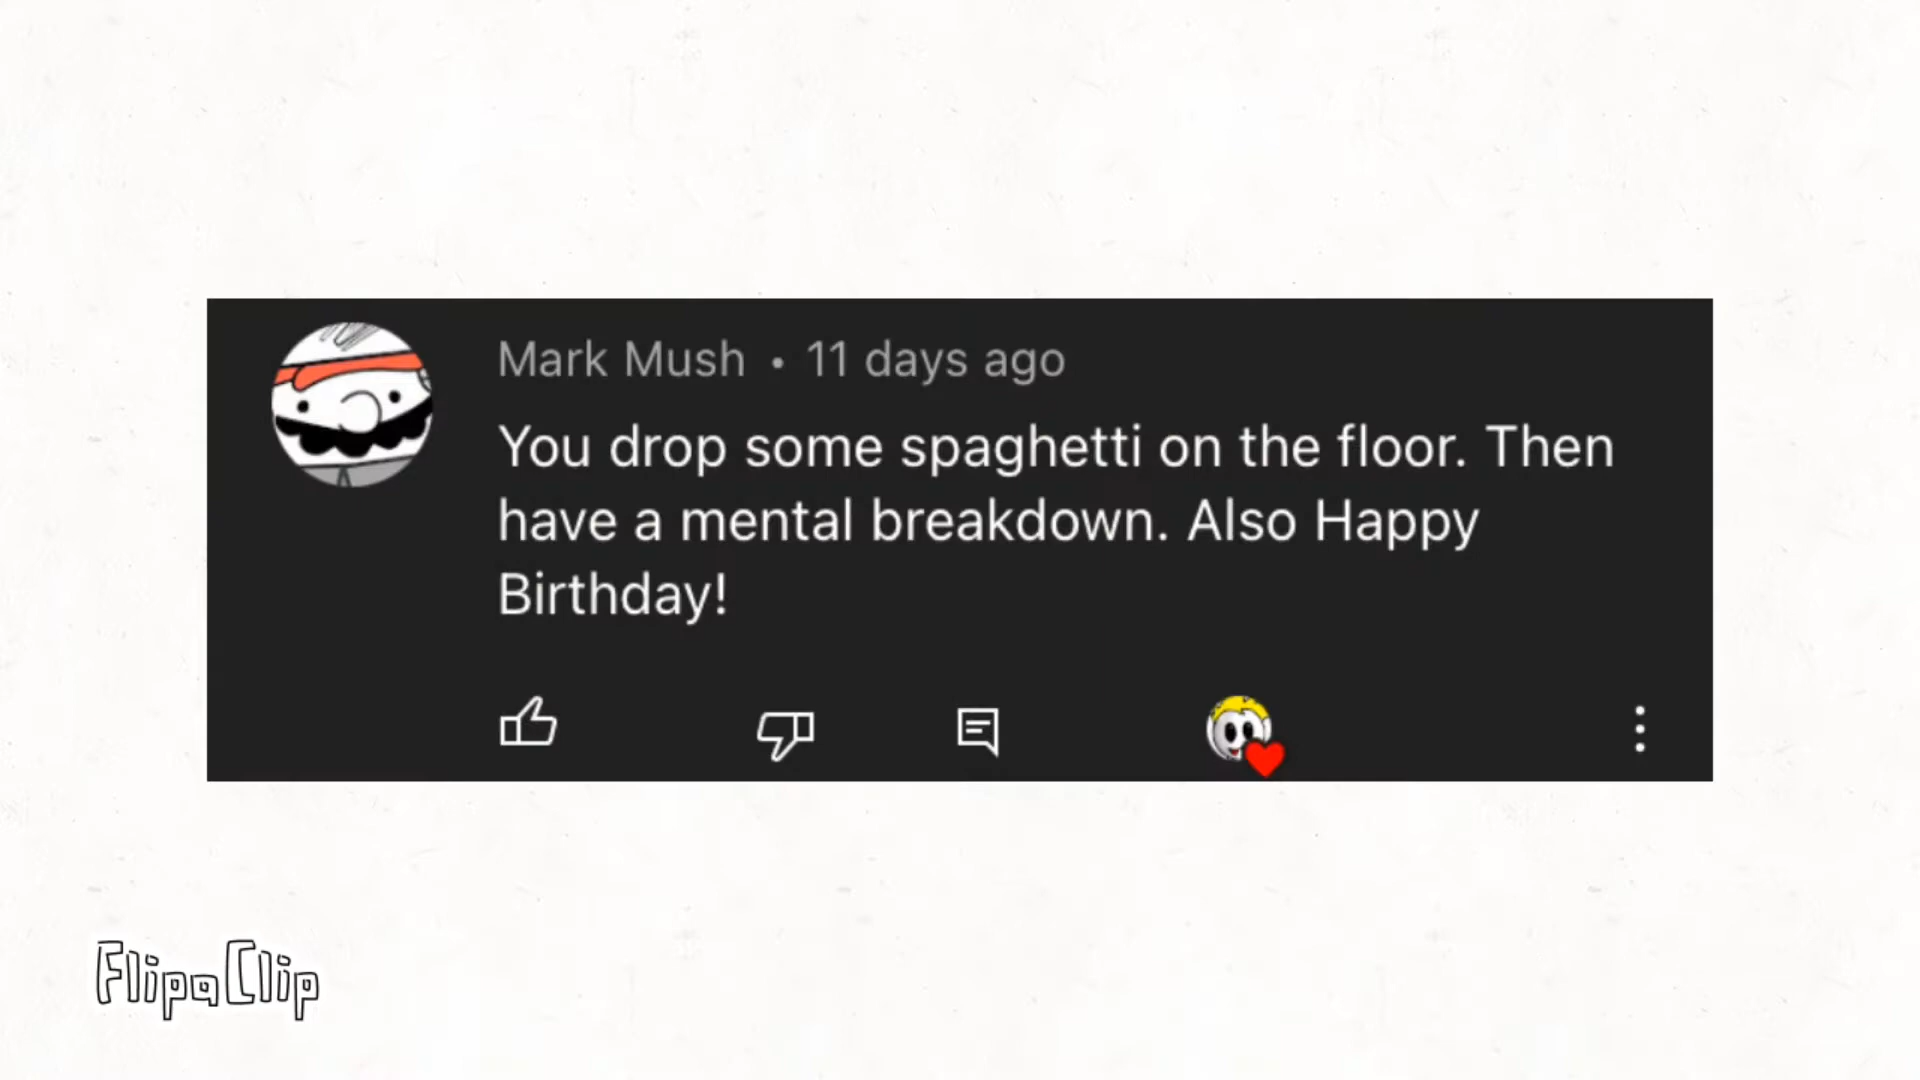 Mark Mush • 11 days ago
You drop some spaghetti on the floor. Then
have a mental breakdown. Also Happy
Birthday!
FlipaClip